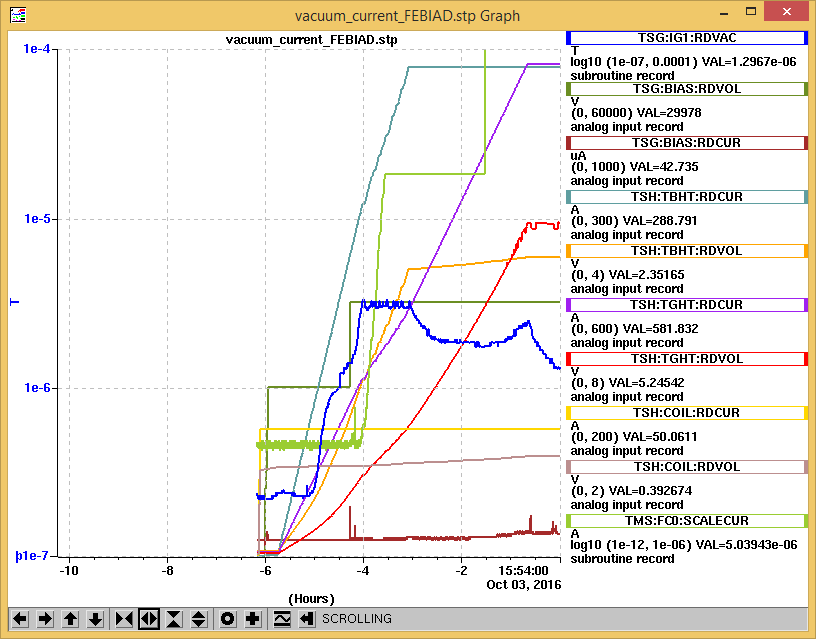 vacuum_current_FEBIAD.stp Graph
vacuum_current_FEBIAD.stp
1e-4
1e-5
T
1e-6
1e-7
-10
-8
-6
-4
-2
15:54:00
Oct 03, 2016
(Hours)
TSG:IG1:RDVAC
T
log10 (1e-07, 0.0001) VAL=1.2967e-06
subroutine record
TSG:BIAS:RDVOL
V
(0, 60000) VAL=29978
analog input record
TSG:BIAS:RDCUR
uA
(0, 1000) VAL=42.735
analog input record
TSH:TBHT:RDCUR
A
(0, 300) VAL=288.791
analog input record
TSH:TBHT:RDVOL
V
(0, 4) VAL=2.35165
analog input record
TSH:TGHT:RDCUR
A
(0, 600) VAL=581.832
analog input record
TSH:TGHT:RDVOL
V
(0, 8) VAL=5.24542
analog input record
TSH:COIL:RDCUR
A
(0, 200) VAL=50.0611
analog input record
TSH:COIL:RDVOL
V
(0, 2) VAL=0.392674
analog input record
TMS:FC0:SCALECUR
A
log10 (1e-12, 1e-06) VAL=5.03943e-06
subroutine record
SCROLLING